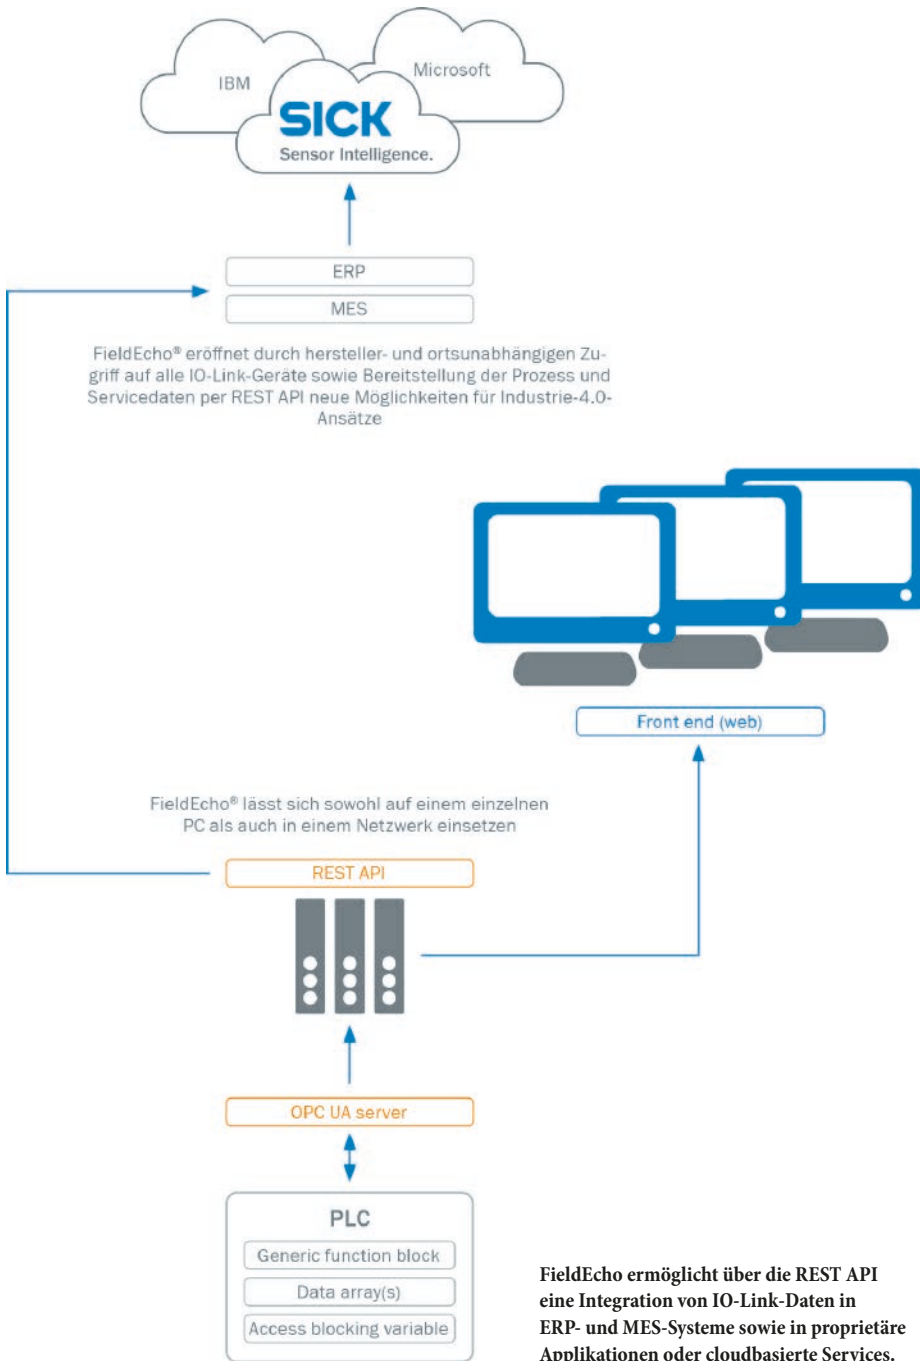 IBM
Microsoft
SICK
Sensor Intelligence.
ERP
MES
FieldEcho® eröffnet durch hersteller- und ortsunabhängigen Zu-
griff auf alle IO-Link-Geräte sowie Bereitstellung der Prozess und
Servicedaten per REST API neue Möglichkeiten für Industrie-4.0-
Ansätze
Front end (web)
FieldEcho® lässt sich sowohl auf einem einzelnen
PC als auch in einem Netzwerk einsetzen
REST API
OPC UA server
PLC
Generic function block
Data array(s)
Access blocking variable
FieldEcho ermöglicht über die REST API
eine Integration von IO-Link-Daten in
ERP- und MES-Systeme sowie in proprietäre
Applikationen oder cloudbasierte Services.